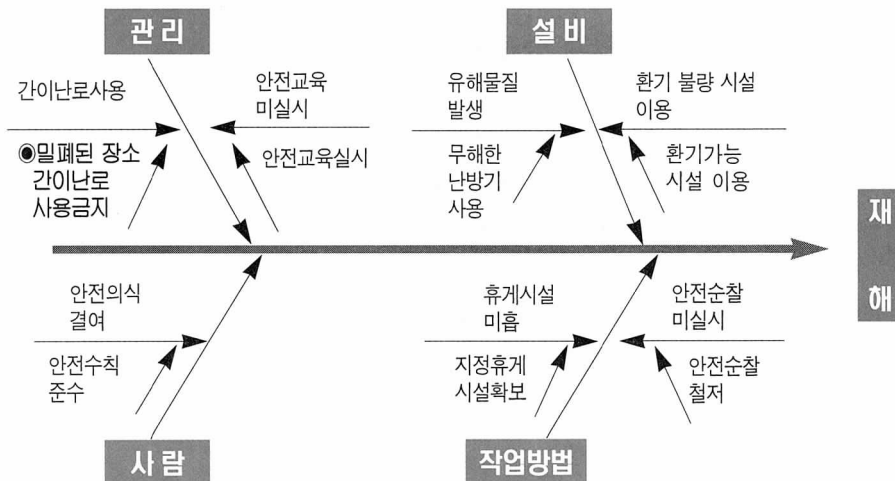 관 리
설 비
간이난로사용
안전교육
미실시
◉밀폐된 장소
간이난로
사용금지
안전교육실시
유해물질
발생
환기 불량 시설
이용
무해한
난방기
사용
환기가능
시설 이용
재
해
안전의식
결여
안전수칙
준수
휴게시설
미흡
안전순찰
미실시
지정휴게
시설확보
안전순찰
철저
사 람
작업방법